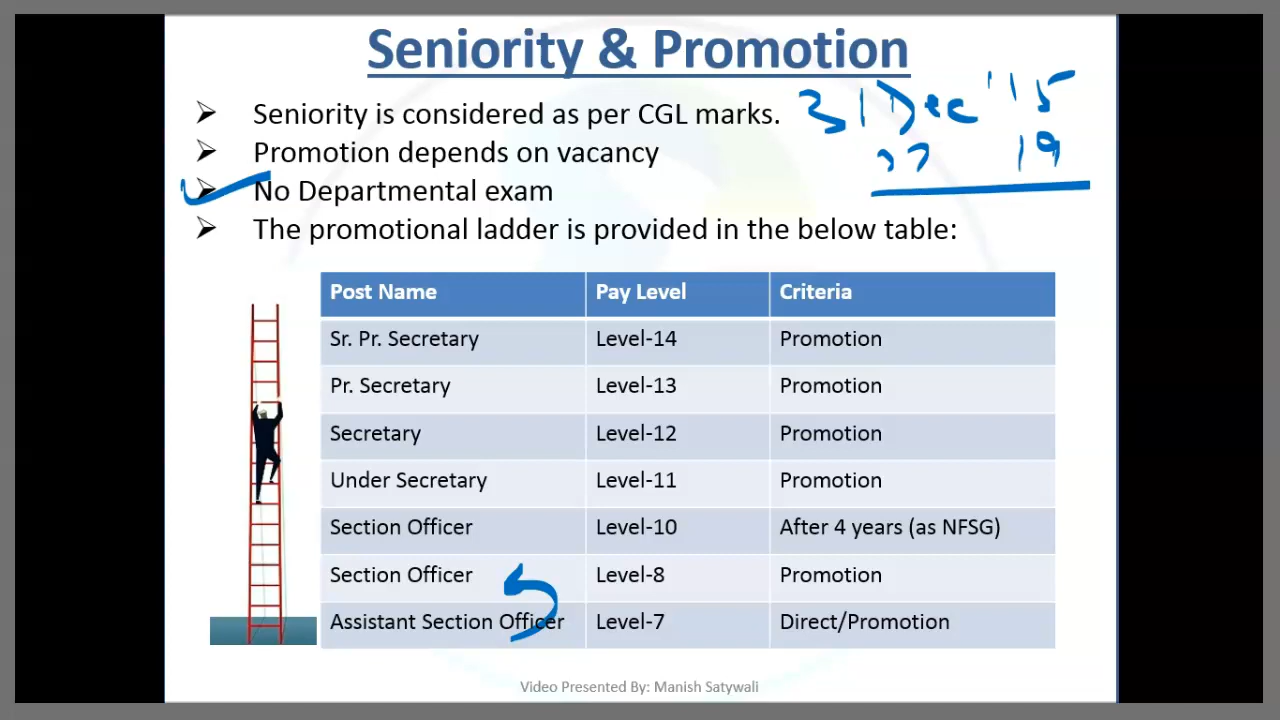 Seniority & Promotion
➢ Seniority is considered as per CGL marks.
31 Dec '15
➢ Promotion depends on vacancy
19
➢ No Departmental exam
➢ The promotional ladder is provided in the below table:
Post Name Pay Level Criteria
Sr. Pr. Secretary Level-14 Promotion
Pr. Secretary Level-13 Promotion
Secretary Level-12 Promotion
Under Secretary Level-11 Promotion
Section Officer Level-10 After 4 years (as NFSG)
Section Officer Level-8 Promotion
Assistant Section Officer Level-7 Direct/Promotion
Video Presented By: Manish Satywali